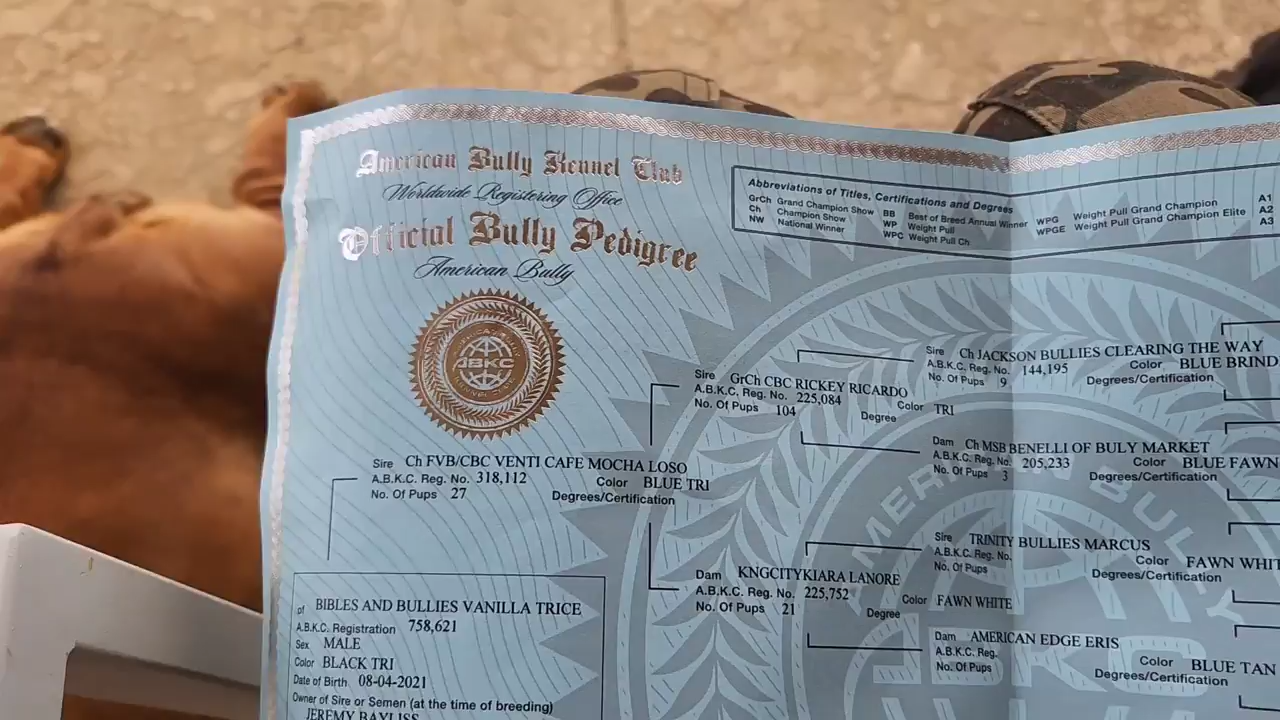 American Bully Kennel Club
Worldwide Registering Office
Official Bully Pedigree
American Bully
ABKC
Abbreviations of Titles, Certifications and Degrees
GrCh Grand Champion Show BB Best of Breed Annual Winner WPG Weight Pull Grand Champion A1
Ch Champion Show WP Weight Pull WPGE Weight Pull Grand Champion Elite A2
NW National Winner WPC Weight Pull Ch A3
Sire Ch JACKSON BULLIES CLEARING THE WAY
A.B.K.C. Reg. No. 144,195 Color BLUE BRIND
No. Of Pups 9 Degrees/Certification
Sire GrCh CBC RICKEY RICARDO
A.B.K.C. Reg. No. 225,084 Color TRI
No. Of Pups 104 Degree
Dam Ch MSB BENELLI OF BULY MARKET
A.B.K.C. Reg. No. 205,233 Color BLUE FAWN
No. Of Pups 3 Degrees/Certification
Sire Ch FVB/CBC VENTI CAFE MOCHA LOSO
A.B.K.C. Reg. No. 318,112 Color BLUE TRI
No. Of Pups 27 Degrees/Certification
Sire TRINITY BULLIES MARCUS
A.B.K.C. Reg. No. Color FAWN WHIT
No. Of Pups Degrees/Certification
Dam KNGCITYKIARA LANORE
A.B.K.C. Reg. No. 225,752 Color FAWN WHITE
No. Of Pups 21 Degree
Dam AMERICAN EDGE ERIS
A.B.K.C. Reg. Color BLUE TAN
No. Of Pups Degrees/Certification
of BIBLES AND BULLIES VANILLA TRICE
A.B.K.C. Registration 758,621
Sex MALE
Color BLACK TRI
Date of Birth 08-04-2021
Owner of Sire or Semen (at the time of breeding)
JEREMY BAYLISS
AMERICAN BULLY